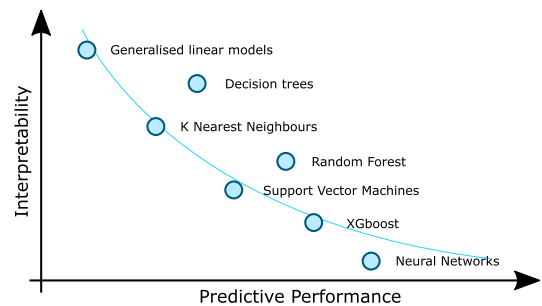 Generalised linear models
Decision trees
K Nearest Neighbours
Random Forest
Support Vector Machines
XGboost
Neural Networks
Interpretability
Predictive Performance